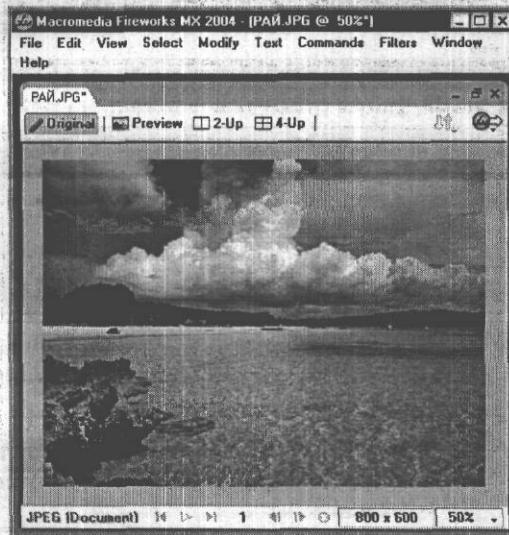 Macromedia Fireworks MX 2004 - [РАЙ.JPG @ 50%*]
File Edit View Select Modify Text Commands Filters Window
Help
РАЙ.JPG*
Original Preview 2-Up 4-Up
JPEG (Document) 1 800 x 600 50%